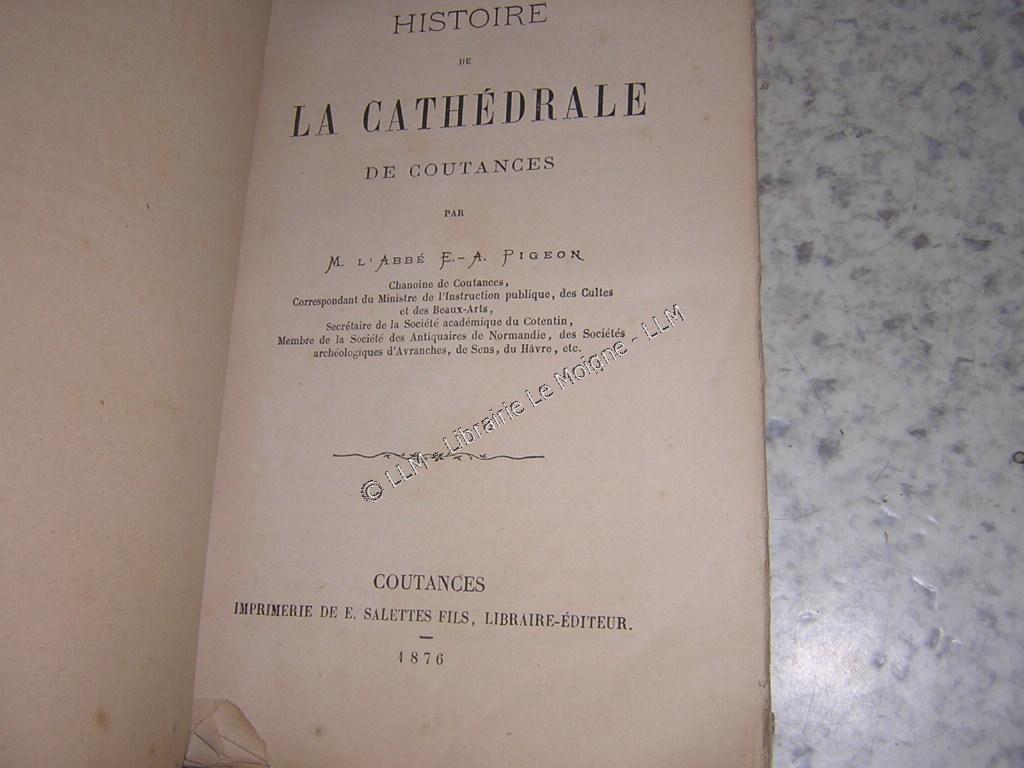 HISTOIRE
DE
LA CATHÉDRALE
DE COUTANCES
PAR
M. L'ABBÉ E.-A. PIGEON
Chanoine de Coutances,
Correspondant du Ministre de l'Instruction publique, des Cultes
et des Beaux-Arts,
Secrétaire de la Société académique du Cotentin,
Membre de la Société des Antiquaires de Normandie, des Sociétés
archéologiques d'Avranches, de Sens, du Hâvre, etc.
© LLM - Librairie Le Moigne - LLM
COUTANCES
IMPRIMERIE DE E. SALETTES FILS, LIBRAIRE-ÉDITEUR.
1876